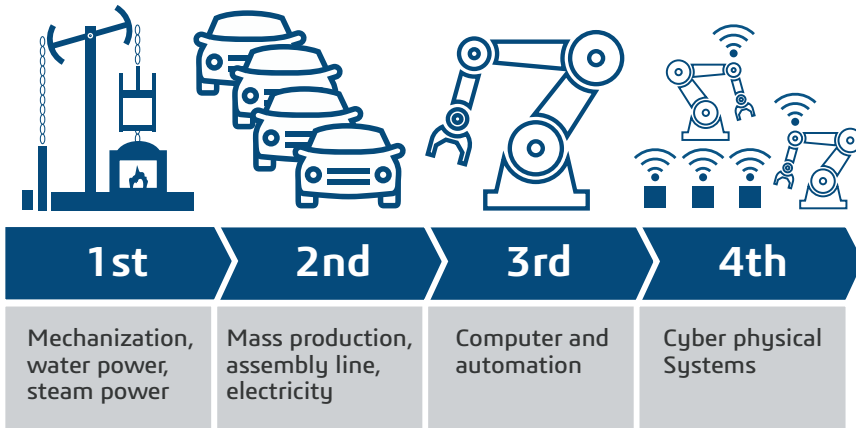 1st
2nd
3rd
4th
Mechanization,
water power,
steam power
Mass production,
assembly line,
electricity
Computer and
automation
Cyber physical
Systems